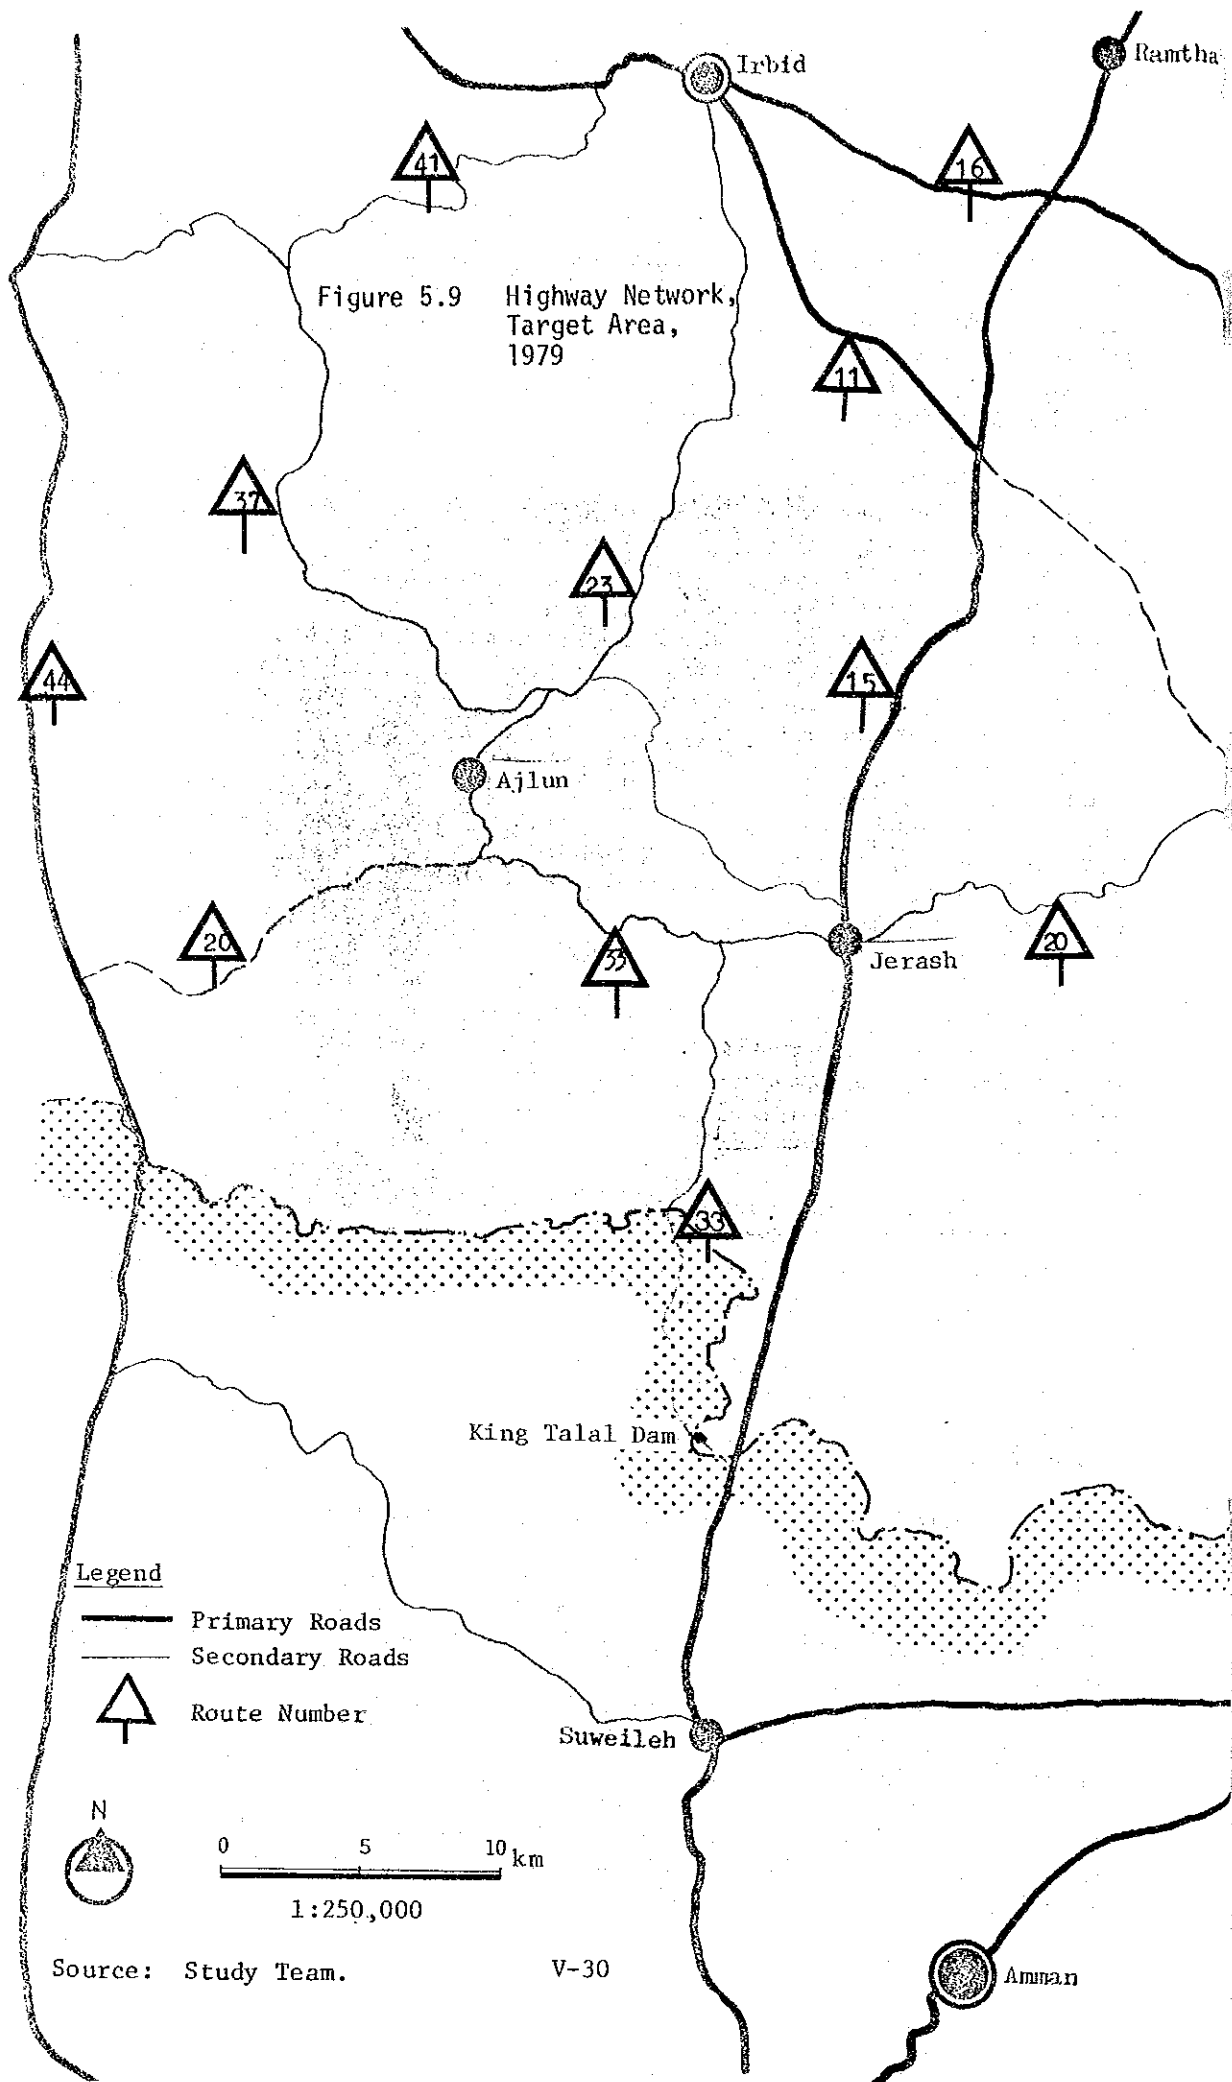 Irbid
Ramtha
41
16
Figure 5.9 Highway Network,
Target Area,
1979
11
37
23
44
15
Ajlun
20
33
Jerash
20
33
King Talal Dam
Legend
Primary Roads
Secondary Roads
Route Number
Suweileh
N
0 5 10 km
1:250,000
Source: Study Team.
V-30
Amman